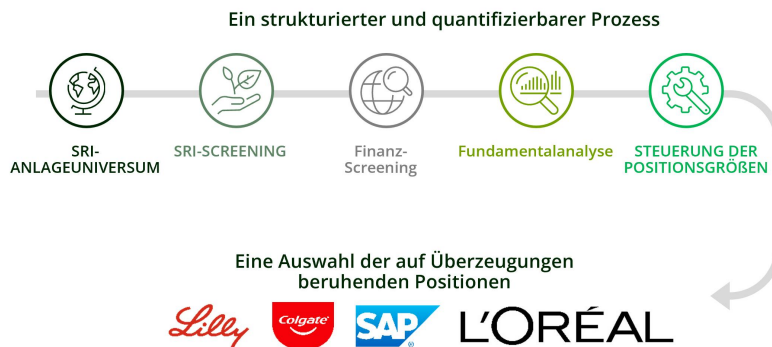 Ein strukturierter und quantifizierbarer Prozess
SRI-
ANLAGEUNIVERSUM
SRI-SCREENING
Finanz-
Screening
Fundamentalanalyse
STEUERUNG DER
POSITIONSGRÖßEN
Eine Auswahl der auf Überzeugungen
beruhenden Positionen
Lilly
Colgate®
SAP®
L'ORÉAL